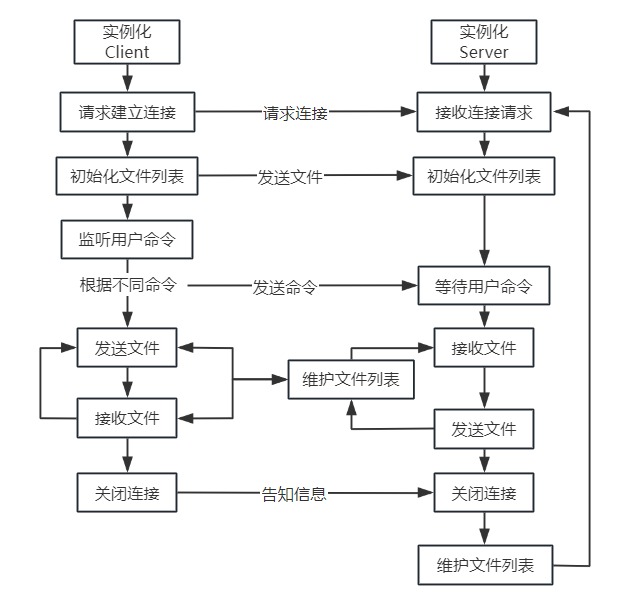 实例化
Client
实例化
Server
请求建立连接
请求连接
接收连接请求
初始化文件列表
发送文件
初始化文件列表
监听用户命令
根据不同命令
发送命令
等待用户命令
发送文件
接收文件
维护文件列表
接收文件
发送文件
关闭连接
告知信息
关闭连接
维护文件列表